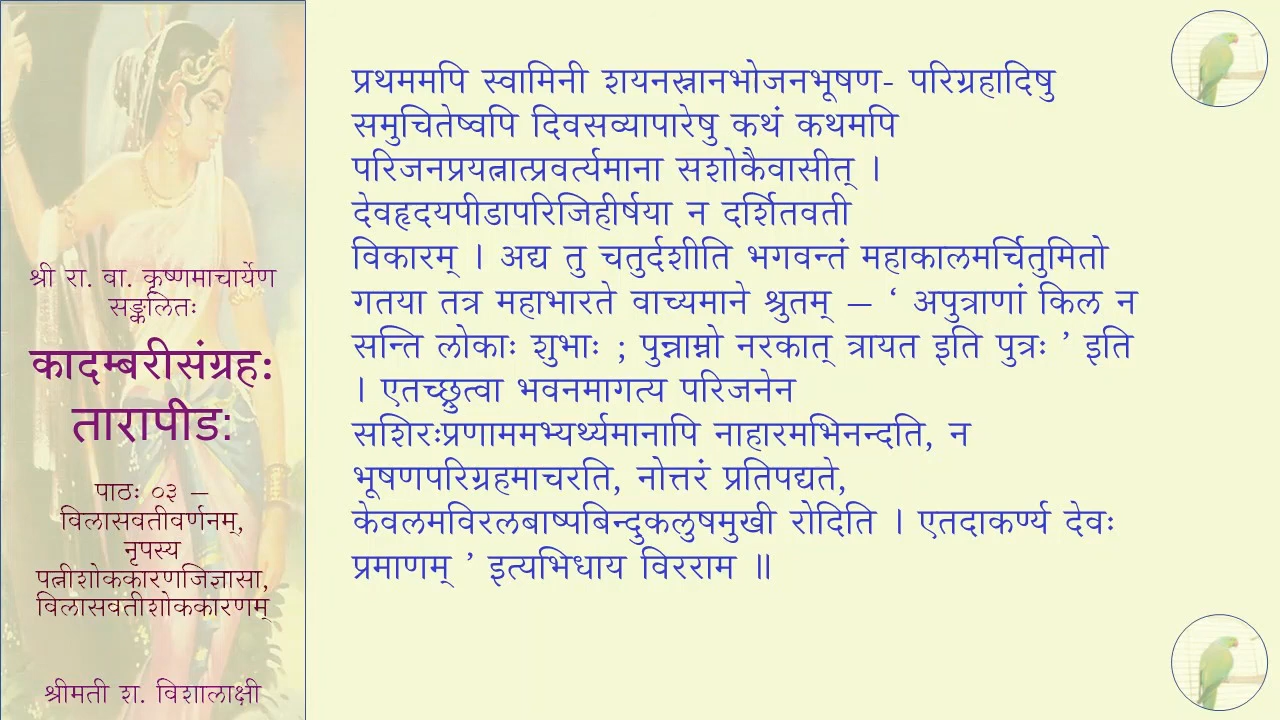 श्री रा. वा. कृष्णमाचार्येण
सङ्कलितः
कादम्बरीसंग्रहः
तारापीडः
पाठः ०३ –
विलासवतीवर्णनम्,
नृपस्य
पत्नीशोककारणजिज्ञासा,
विलासवतीशोककारणम्
श्रीमती श. विशालाक्षी
प्रथममपि स्वामिनी शयनस्नानभोजनभूषण- परिग्रहादिषु
समुचितेष्वपि दिवसव्यापारेषु कथं कथमपि
परिजनप्रयत्नात्प्रवर्त्यमाना सशोकैवासीत् ।
देवहृदयपीडापरिजिहीर्षया न दर्शितवती
विकारम् । अद्य तु चतुर्दशीति भगवन्तं महाकालमर्चितुमितो
गतया तत्र महाभारते वाच्यमाने श्रुतम् – ‘ अपुत्राणां किल न
सन्ति लोकाः शुभाः ; पुन्नाम्नो नरकात् त्रायत इति पुत्रः ’ इति
। एतच्छ्रुत्वा भवनमागत्य परिजनेन
सशिरःप्रणाममभ्यर्थ्यमानापि नाहारमभिनन्दति, न
भूषणपरिग्रहमाचरति, नोत्तरं प्रतिपद्यते,
केवलमविरलबाष्पबिन्दुकलुषमुखी रोदिति । एतदाकर्ण्य देवः
प्रमाणम् ’ इत्यभिधाय विरराम ॥